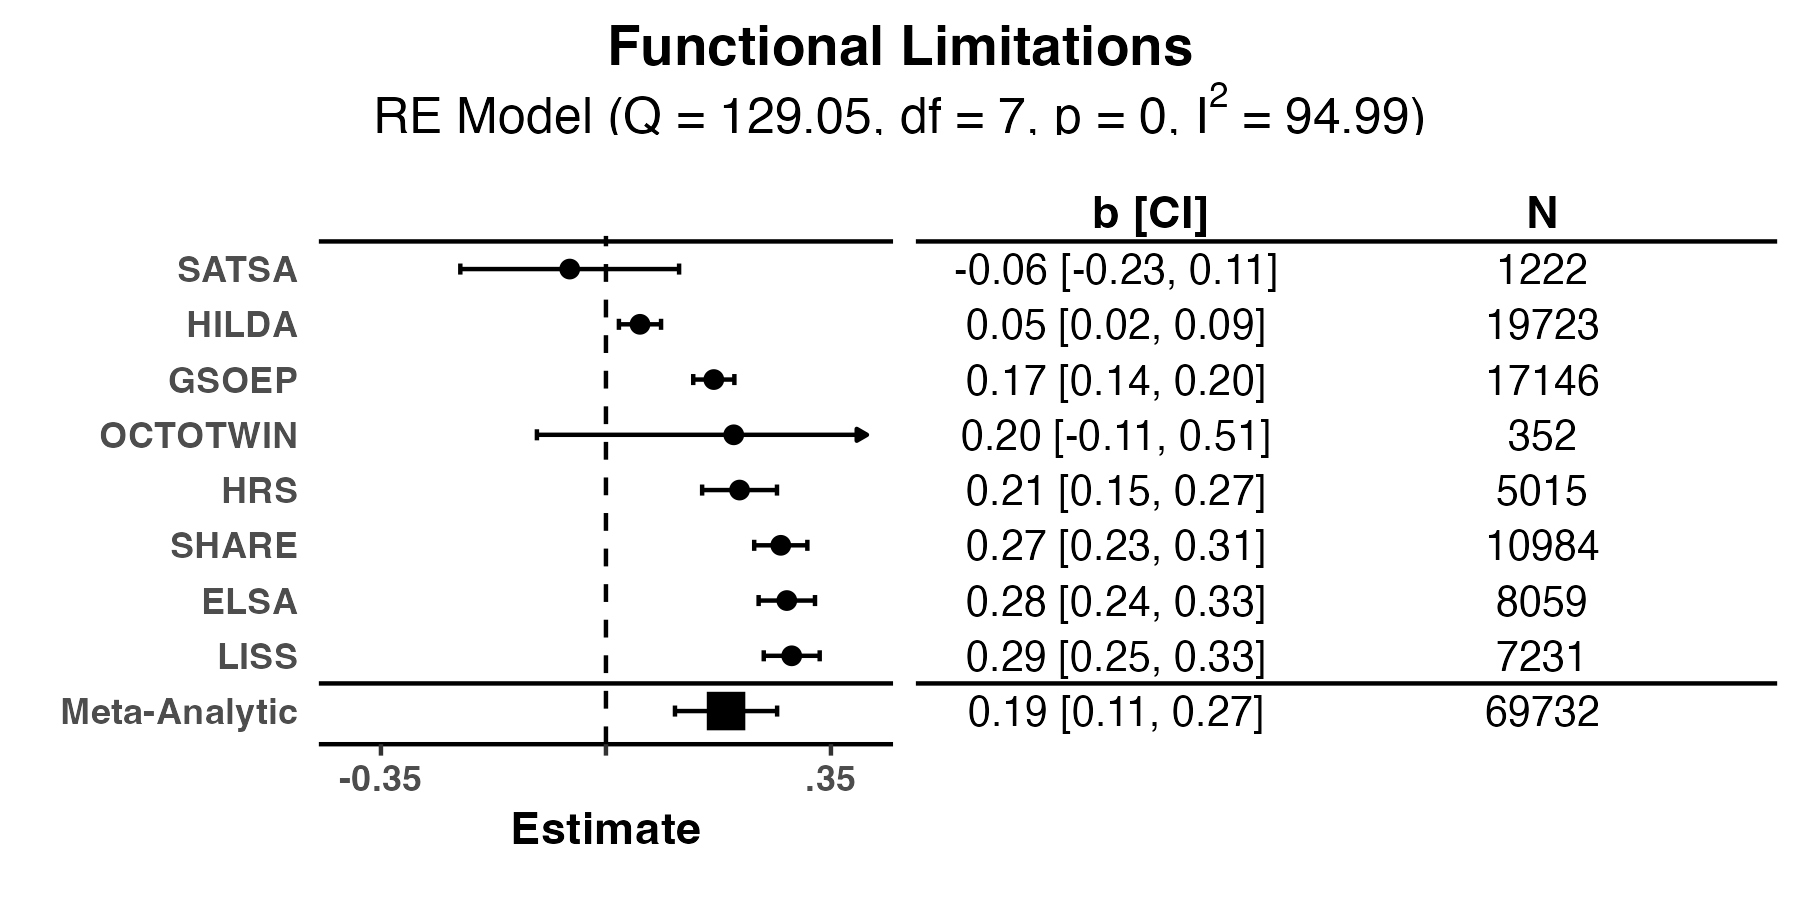 Functional Limitations
RE Model (Q = 129.05, df = 7, p = 0, I² = 94.99)
b [CI] N
SATSA -0.06 [-0.23, 0.11] 1222
HILDA 0.05 [0.02, 0.09] 19723
GSOEP 0.17 [0.14, 0.20] 17146
OCTOTWIN 0.20 [-0.11, 0.51] 352
HRS 0.21 [0.15, 0.27] 5015
SHARE 0.27 [0.23, 0.31] 10984
ELSA 0.28 [0.24, 0.33] 8059
LISS 0.29 [0.25, 0.33] 7231
Meta-Analytic 0.19 [0.11, 0.27] 69732
-0.35 .35
Estimate